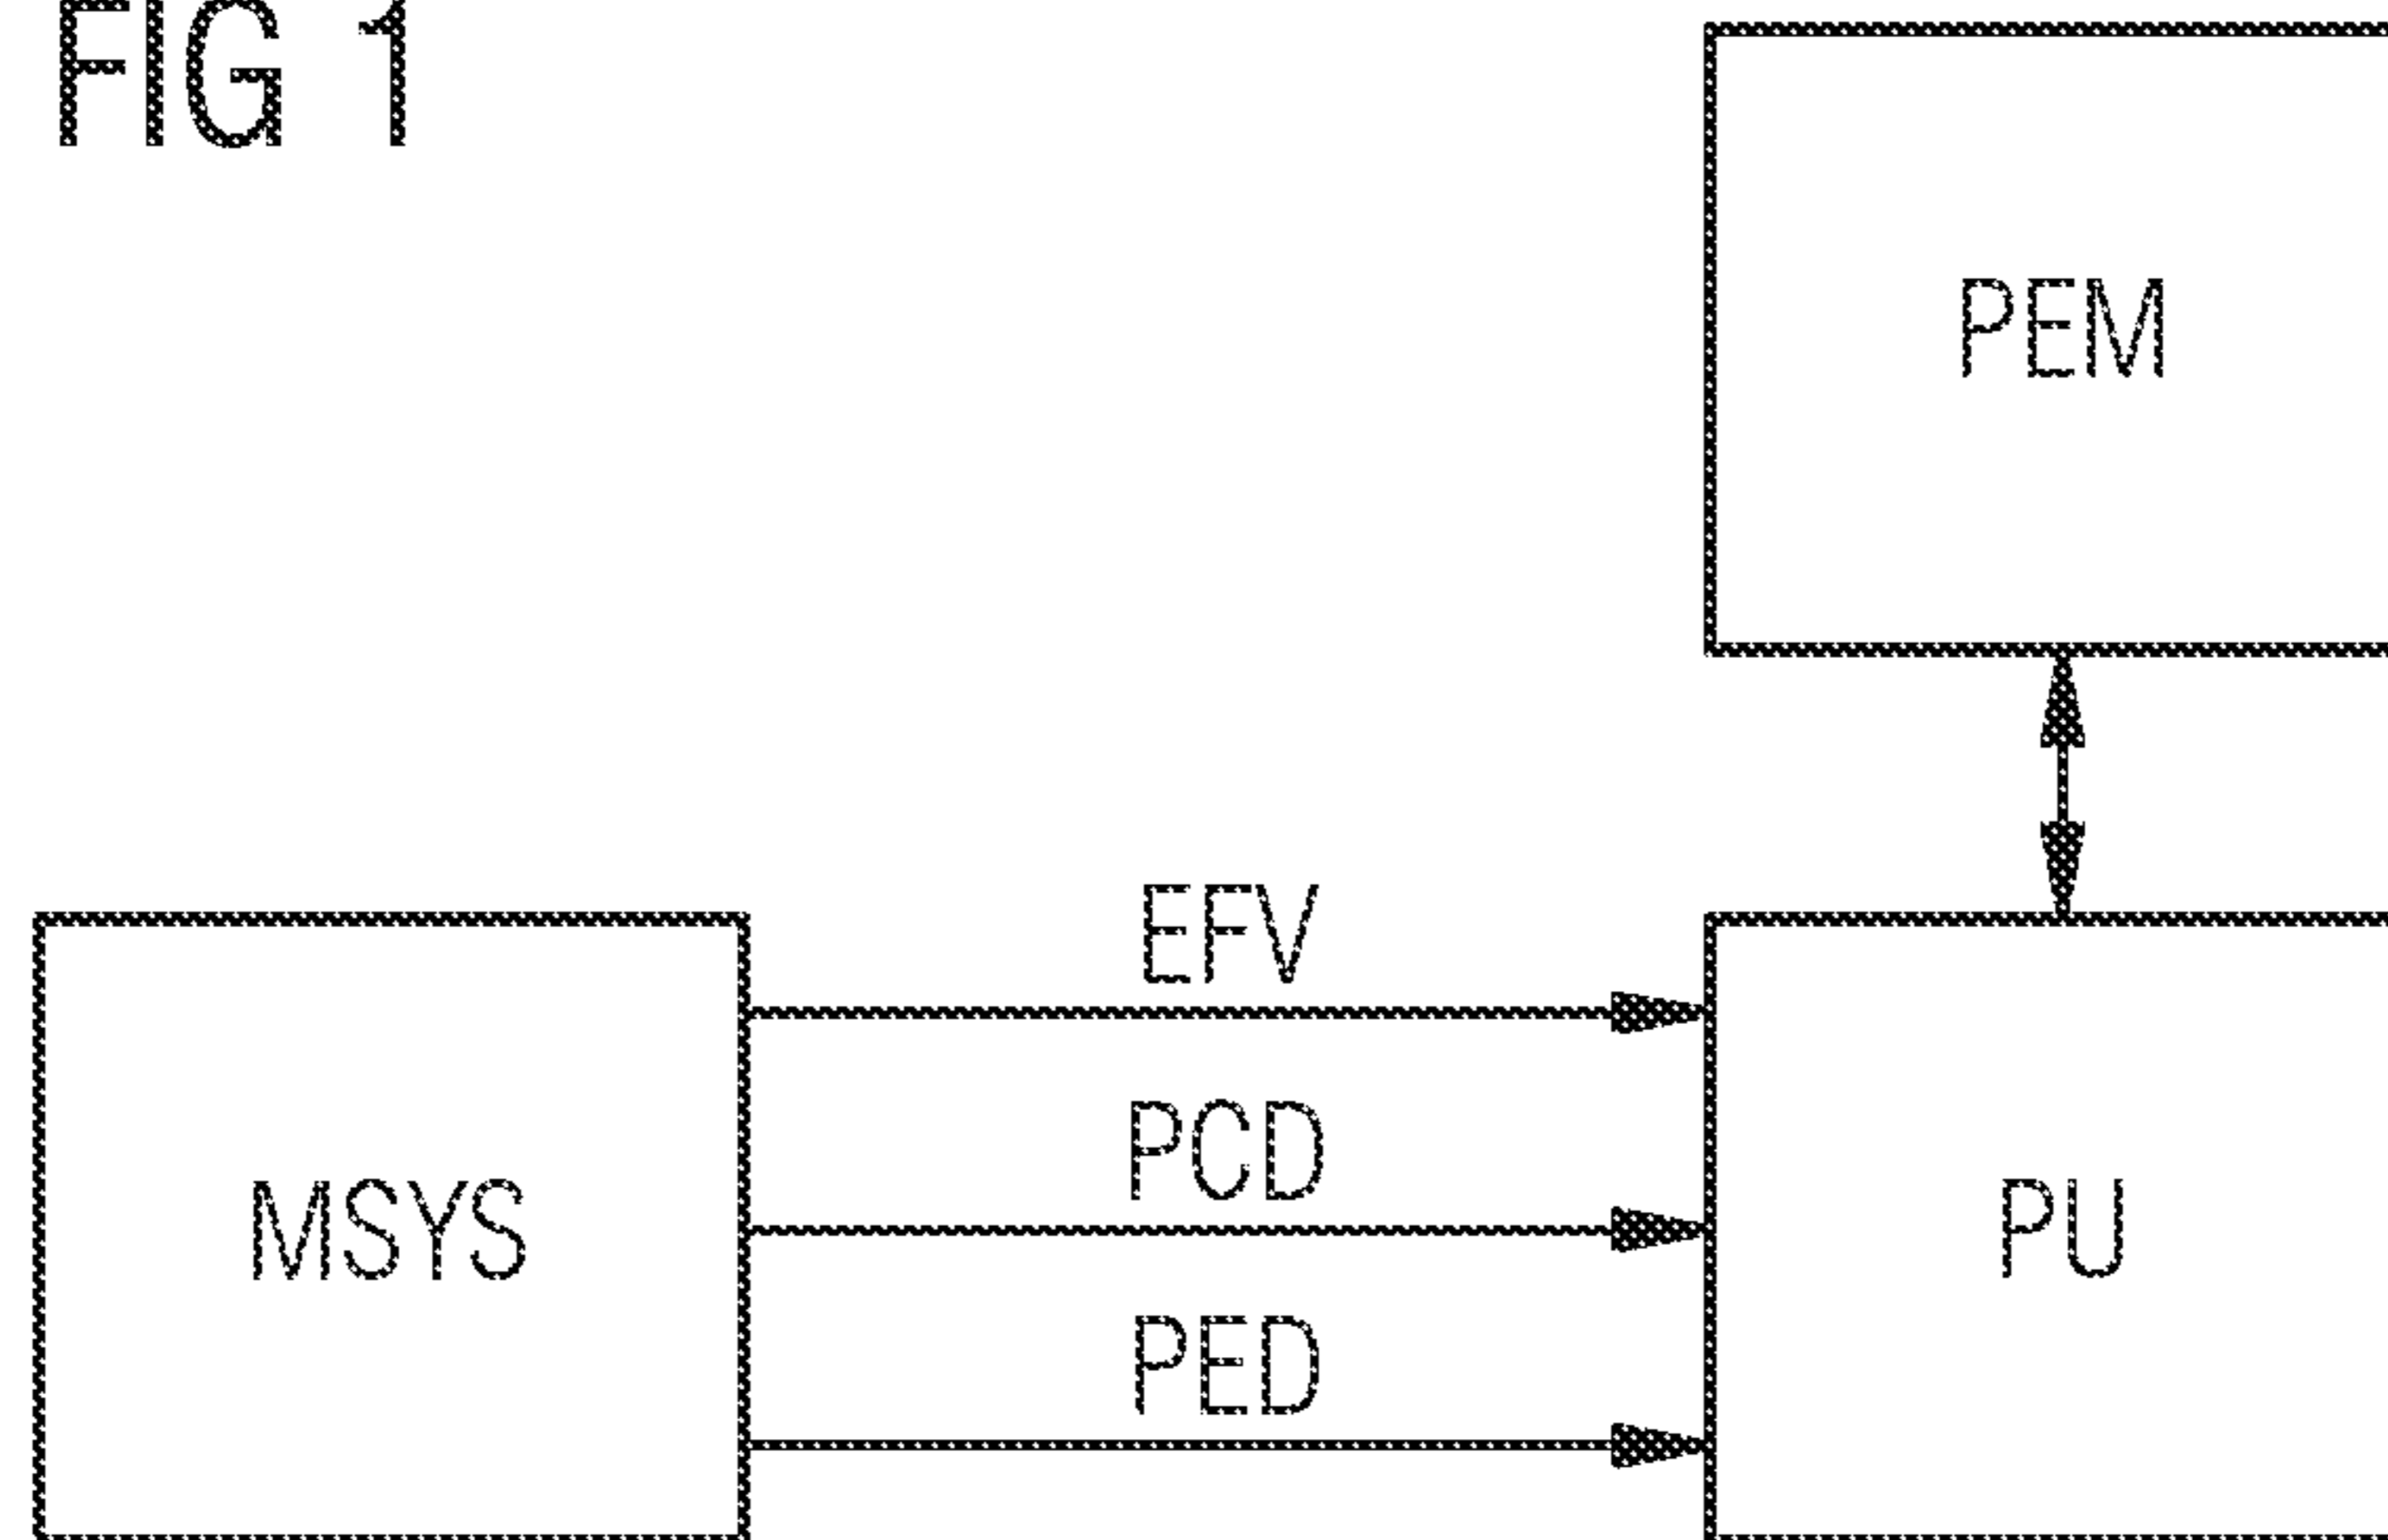 FIG 1
PEM
EFV
PCD
MSYS
PU
PED